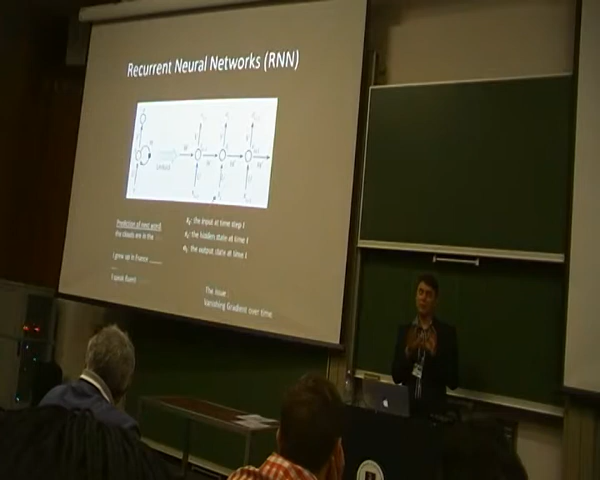 Recurrent Neural Networks (RNN)
Prediction of next word
the clouds are in the
I grew up in France
I speak fluent
: the input at time step t
: the hidden state at time t
: the output state at time t
The issue :
Vanishing Gradient over time